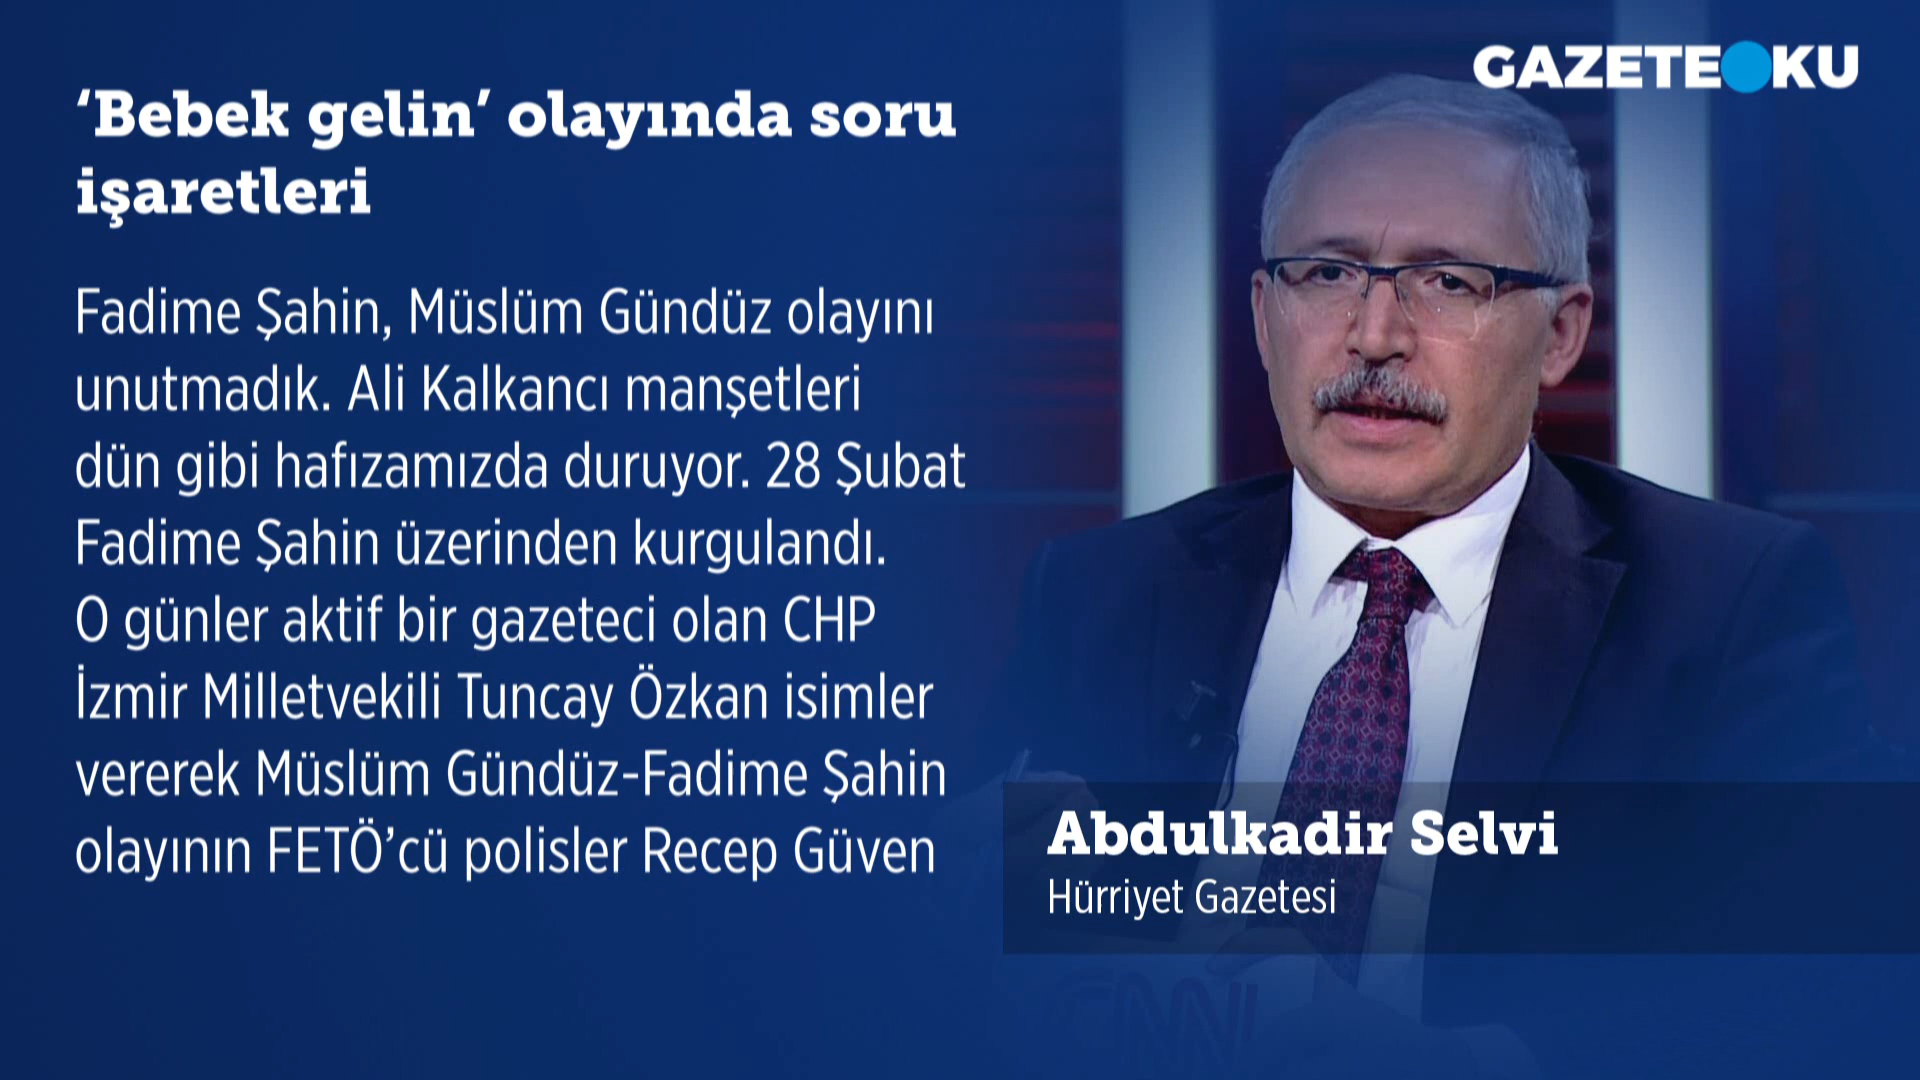 GAZETEOKU
‘Bebek gelin’ olayında soru
işaretleri
Fadime Şahin, Müslüm Gündüz olayını
unutmadık. Ali Kalkancı manşetleri
dün gibi hafızamızda duruyor. 28 Şubat
Fadime Şahin üzerinden kurgulandı.
O günler aktif bir gazeteci olan CHP
İzmir Milletvekili Tuncay Özkan isimler
vererek Müslüm Gündüz-Fadime Şahin
olayının FETÖ’cü polisler Recep Güven
Abdulkadir Selvi
Hürriyet Gazetesi
CNN